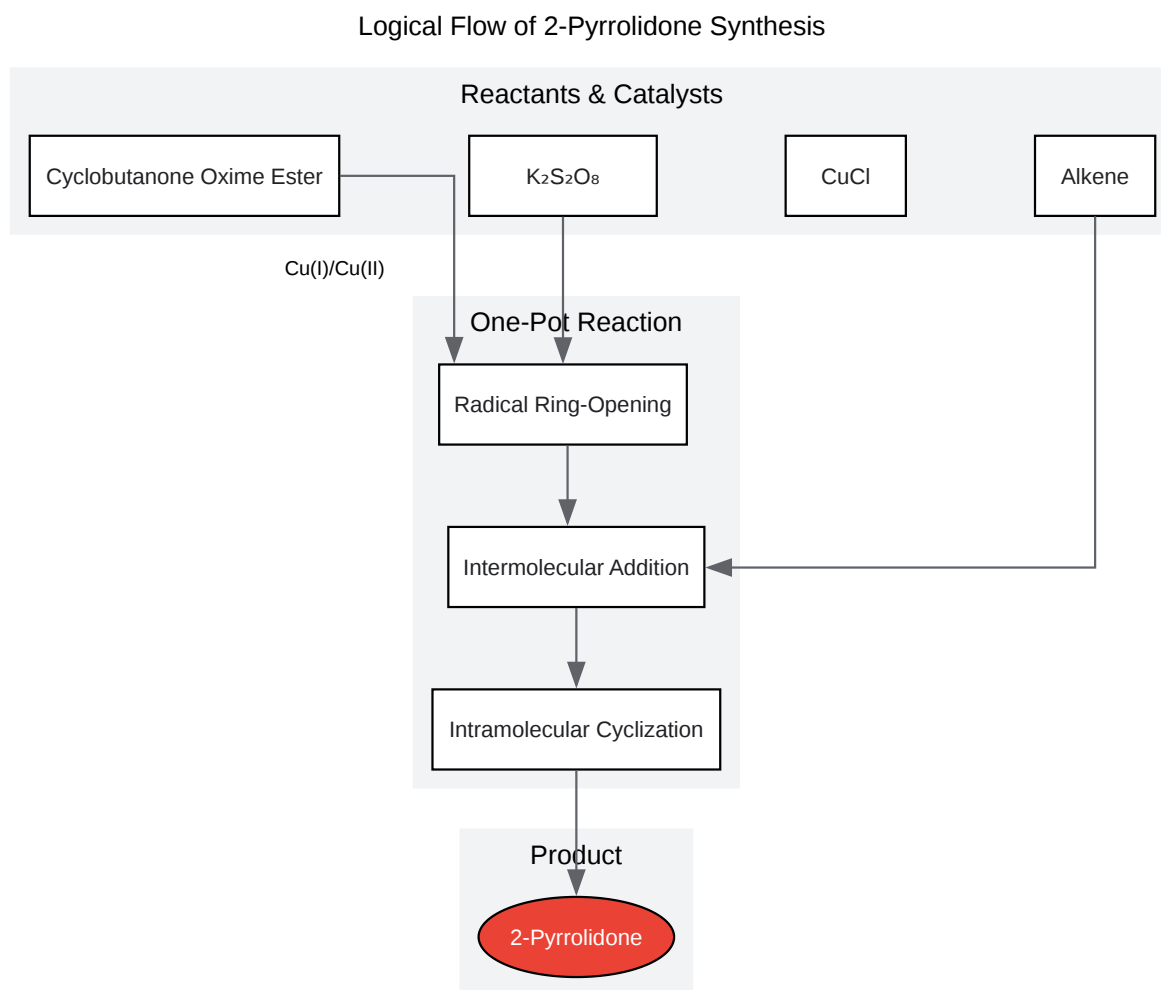 Logical Flow of 2-Pyrrolidone Synthesis
Reactants & Catalysts
Cyclobutanone Oxime Ester
K₂S₂O₈
CuCl
Alkene
Cu(I)/Cu(II)
One-Pot Reaction
Radical Ring-Opening
Intermolecular Addition
Intramolecular Cyclization
Product
2-Pyrrolidone